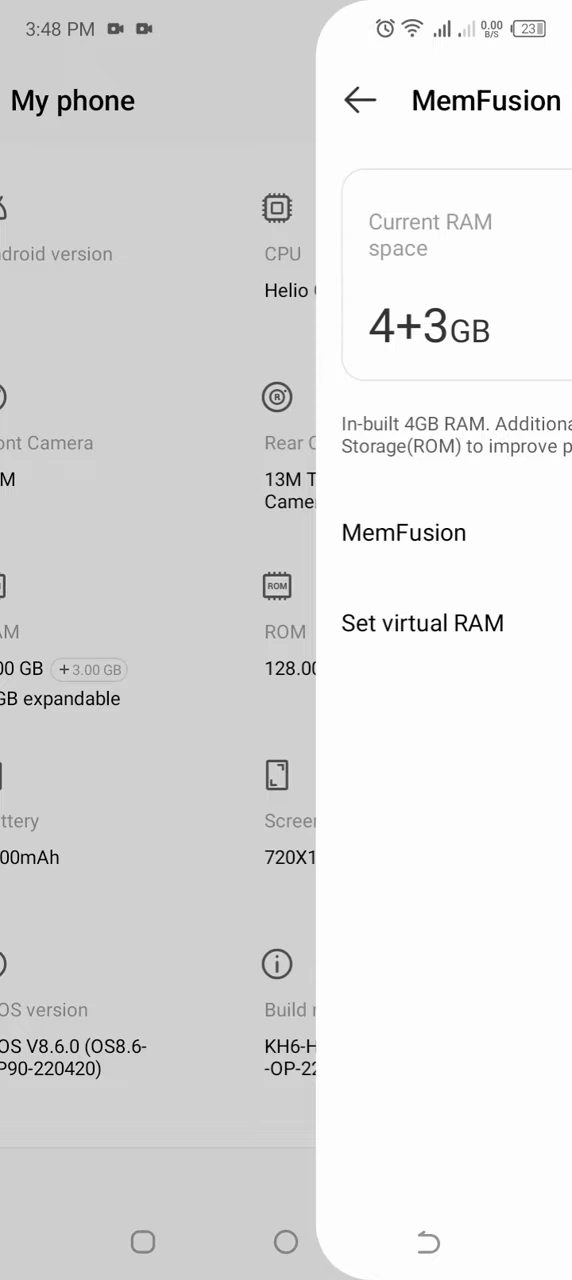 3:48 PM
0.00
B/S
23
My phone
droid version
CPU
Helio
ont Camera
M
Rear C
13M T
Came
AM
00 GB +3.00 GB
GB expandable
ROM
ROM
128.00
ttery
00mAh
Screen
720X1
OS version
OS V8.6.0 (OS8.6-
P90-220420)
Build
KH6-H
-OP-22
MemFusion
Current RAM
space
4+3GB
In-built 4GB RAM. Additiona
Storage(ROM) to improve p
MemFusion
Set virtual RAM